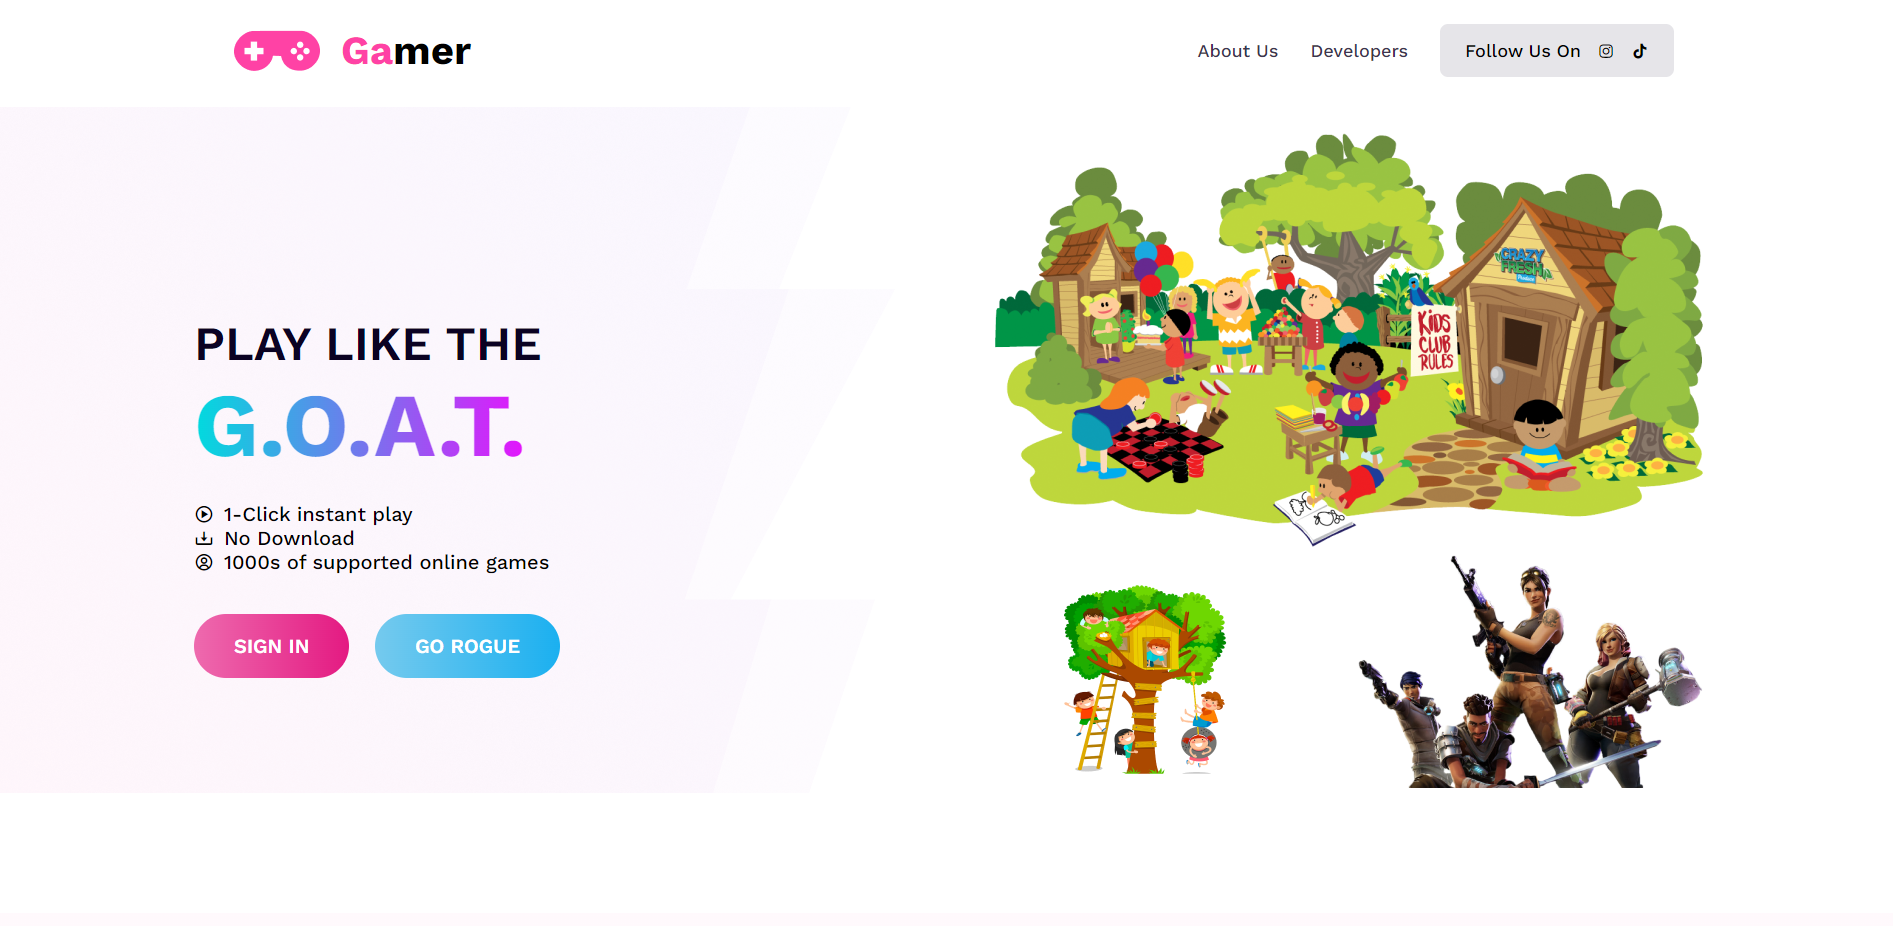 Gamer
About Us
Developers
Follow Us On
PLAY LIKE THE
G.O.A.T.
1-Click instant play
No Download
1000s of supported online games
SIGN IN
GO ROGUE
CRAZY
FRESH
KIDS
CLUB
RULES